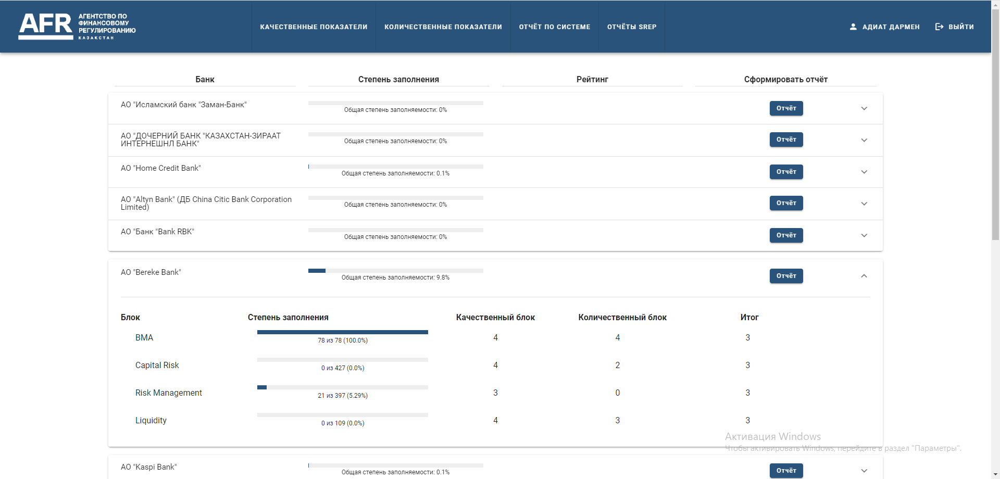 AFR
АГЕНТСТВО ПО
ФИНАНСОВОМУ
РЕГУЛИРОВАНИЮ
КАЗАКСТАН
КАЧЕСТВЕННЫЕ ПОКАЗАТЕЛИ
КОЛИЧЕСТВЕННЫЕ ПОКАЗАТЕЛИ
ОТЧЁТ ПО СИСТЕМЕ
ОТЧЁТЫ SREP
АДИАТ ДАРМЕН
ВЫЙТИ
Банк
Степень заполнения
Рейтинг
Сформировать отчёт
АО "Исламский банк "Заман-Банк"
Общая степень заполняемости: 0%
Отчёт
АО "ДОЧЕРНИЙ БАНК "КАЗАХСТАН-ЗИРААТ
ИНТЕРНЕШНЛ БАНК"
Общая степень заполняемости: 0%
Отчёт
АО "Home Credit Bank"
Общая степень заполняемости: 0.1%
Отчёт
АО "Altyn Bank" (ДБ China Citic Bank Corporation
Limited)
Общая степень заполняемости: 0%
Отчёт
АО "Банк "Bank RBK"
Общая степень заполняемости: 0%
Отчёт
АО "Bereke Bank"
Общая степень заполняемости: 9.8%
Отчёт
Блок
Степень заполнения
Качественный блок
Количественный блок
Итог
BMA
78 из 78 (100.0%)
4
4
3
Capital Risk
0 из 427 (0.0%)
4
2
3
Risk Management
21 из 397 (5.29%)
3
0
3
Liquidity
0 из 109 (0.0%)
4
3
3
Активация Windows
Чтобы активировать Windows, перейдите в раздел "Параметры".
АО "Kaspi Bank"
Общая степень заполняемости: 0.1%
Отчёт